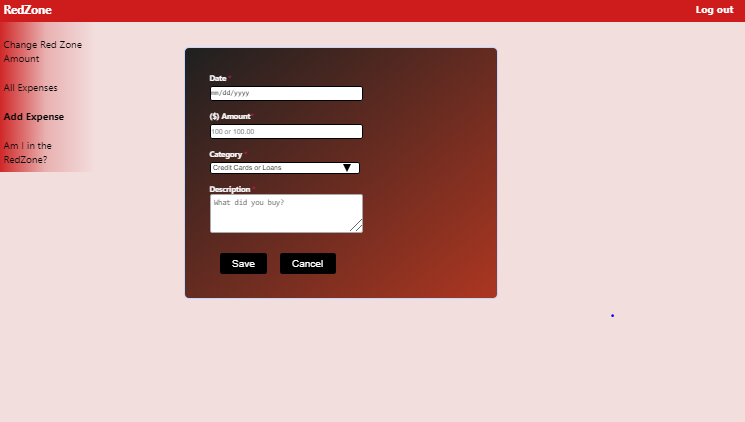 RedZone
Log out
Change Red Zone
Amount
All Expenses
Add Expense
Am I in the
RedZone?
Date *
mm/dd/yyyy
($) Amount *
100 or 100.00
Category *
Credit Cards or Loans
Description *
What did you buy?
Save Cancel